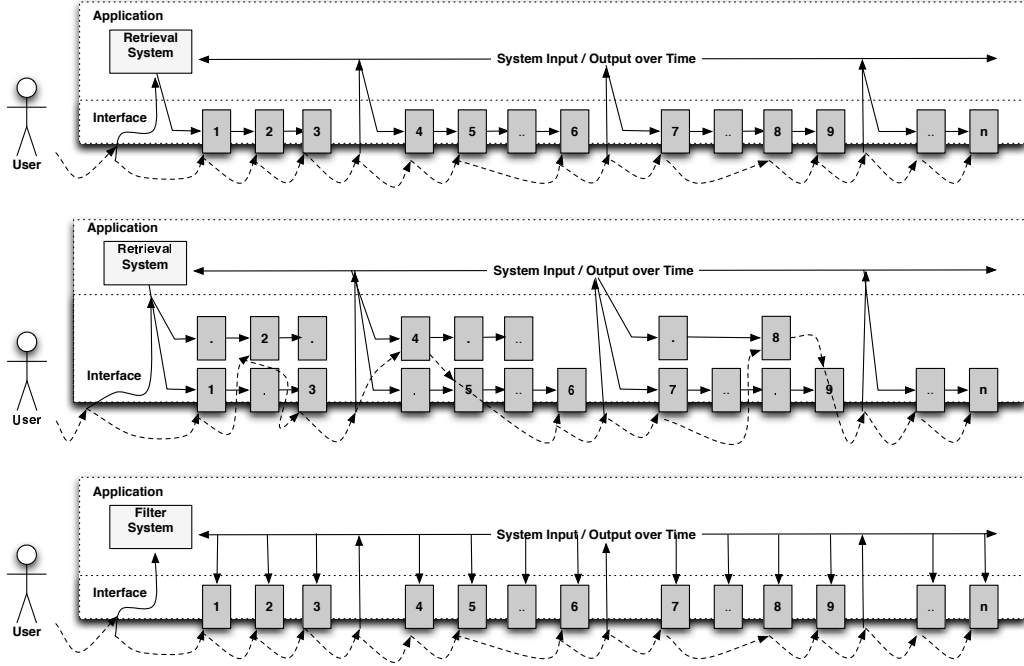 Application
Retrieval
System
System Input / Output over Time
Interface
User
1 2 3 4 5 .. 6 7 .. 8 9 .. n
Application
Retrieval
System
System Input / Output over Time
. 2 . 4 . .. . 8
Interface
User
1 . 3 . 5 .. 6 7 .. . 9 .. n
Application
Filter
System
System Input / Output over Time
Interface
User
1 2 3 4 5 .. 6 7 .. 8 9 .. n